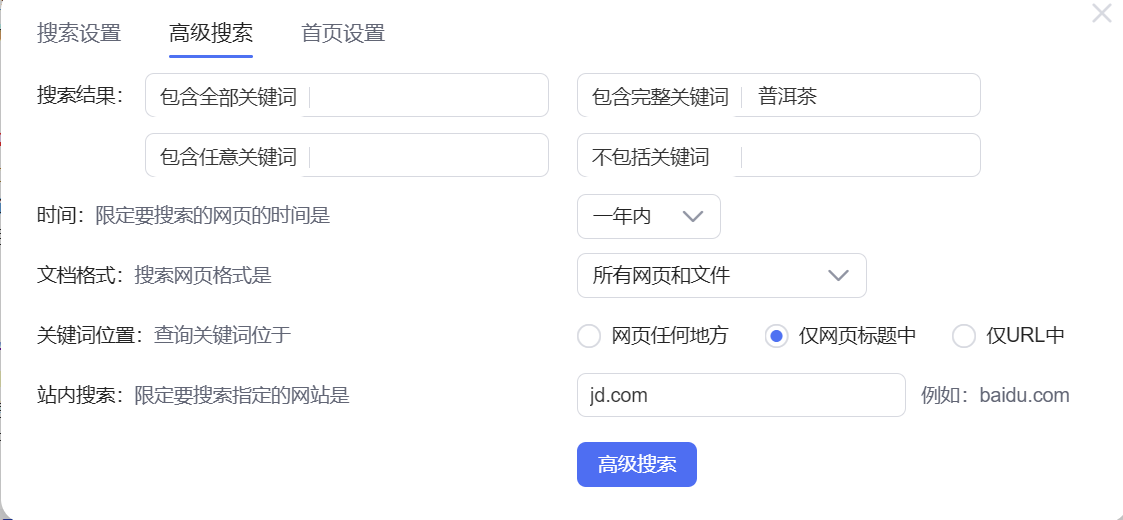 搜索设置 高级搜索 首页设置
搜索结果： 包含全部关键词 包含完整关键词 普洱茶
包含任意关键词 不包括关键词
时间：限定要搜索的网页的时间是 一年内
文档格式：搜索网页格式是 所有网页和文件
关键词位置：查询关键词位于 网页任何地方 仅网页标题中 仅URL中
站内搜索：限定要搜索指定的网站是 jd.com 例如：baidu.com
高级搜索